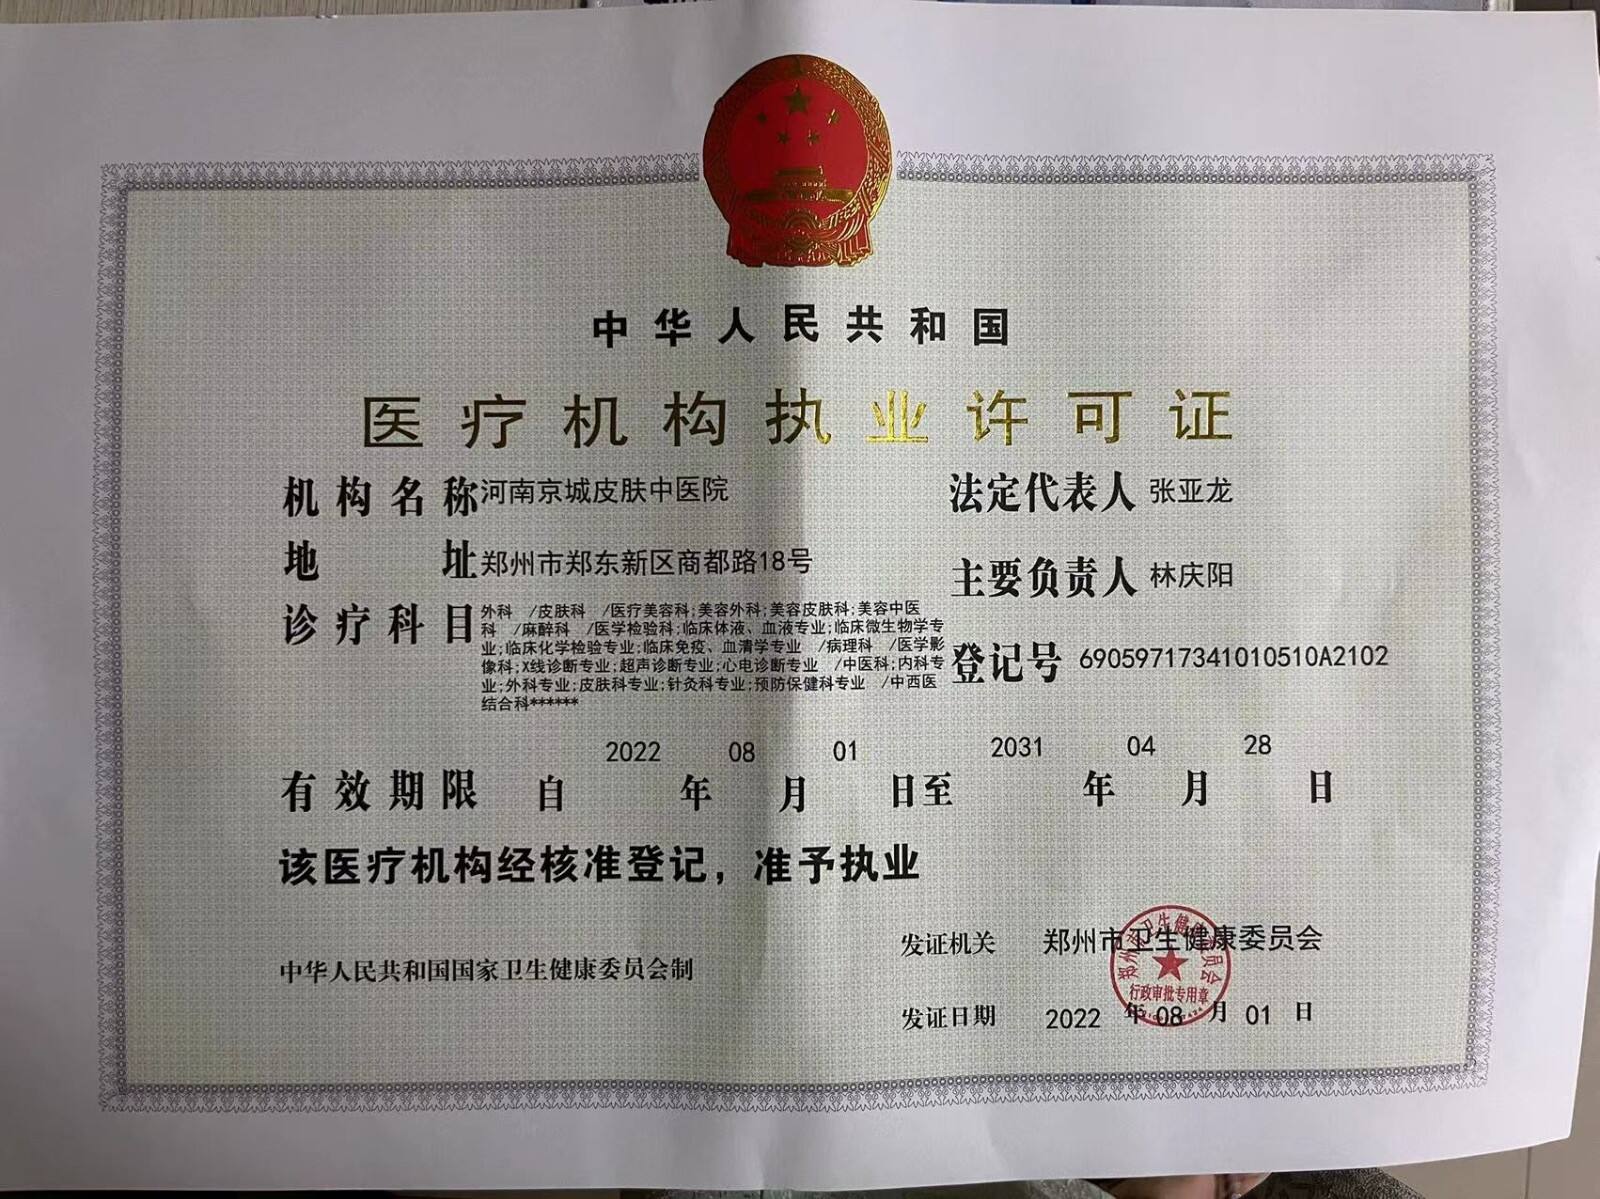 中华人民共和国
医疗机构执业许可证
机构名称 河南京城皮肤中医院
法定代表人 张亚龙
地址 郑州市郑东新区商都路18号
主要负责人 林庆阳
诊疗科目 外科 /皮肤科 /医疗美容科;美容外科;美容皮肤科;美容中医
科 /麻醉科 /医学检验科;临床体液、血液专业;临床微生物学专
业;临床化学检验专业;临床免疫、血清学专业 /病理科 /医学影
像科;X线诊断专业;超声诊断专业;心电诊断专业 /中医科;内科专
业;外科专业;皮肤科专业;针灸科专业;预防保健科专业 /中西医
结合科******
登记号 69059717341010510A2102
有效期限 自 2022 年 08 月 01 日至 2031 年 04 月 28 日
该医疗机构经核准登记，准予执业
发证机关 郑州市卫生健康委员会
中华人民共和国国家卫生健康委员会制
发证日期 2022 年 08 月 01 日
郑州市卫生健康委员会
行政审批专用章